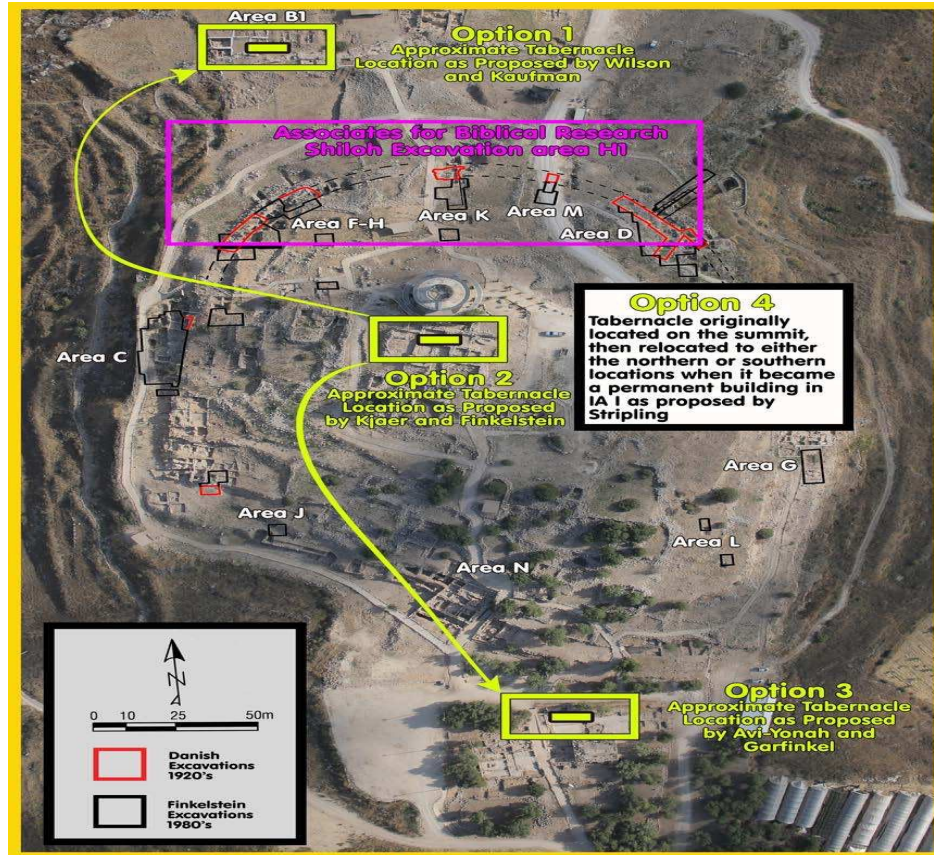 Area B1
Option 1
Approximate Tabernacle
Location as Proposed by Wilson
and Kaufman
Associates for Biblical Research
Shiloh Excavation area H1
Area F-H
Area K
Area M
Area D
Option 4
Tabernacle originally
located on the summit,
then relocated to either
the northern or southern
locations when it became
a permanent building in
IA I as proposed by
Stripling
Area C
Option 2
Approximate Tabernacle
Location as Proposed
by Kjaer and Finkelstein
Area G
Area J
Area L
Area N
Option 3
Approximate Tabernacle
Location as Proposed
by Avi-Yonah and
Garfinkel
N
0 10 25 50m
Danish
Excavations
1920's
Finkelstein
Excavations
1980's